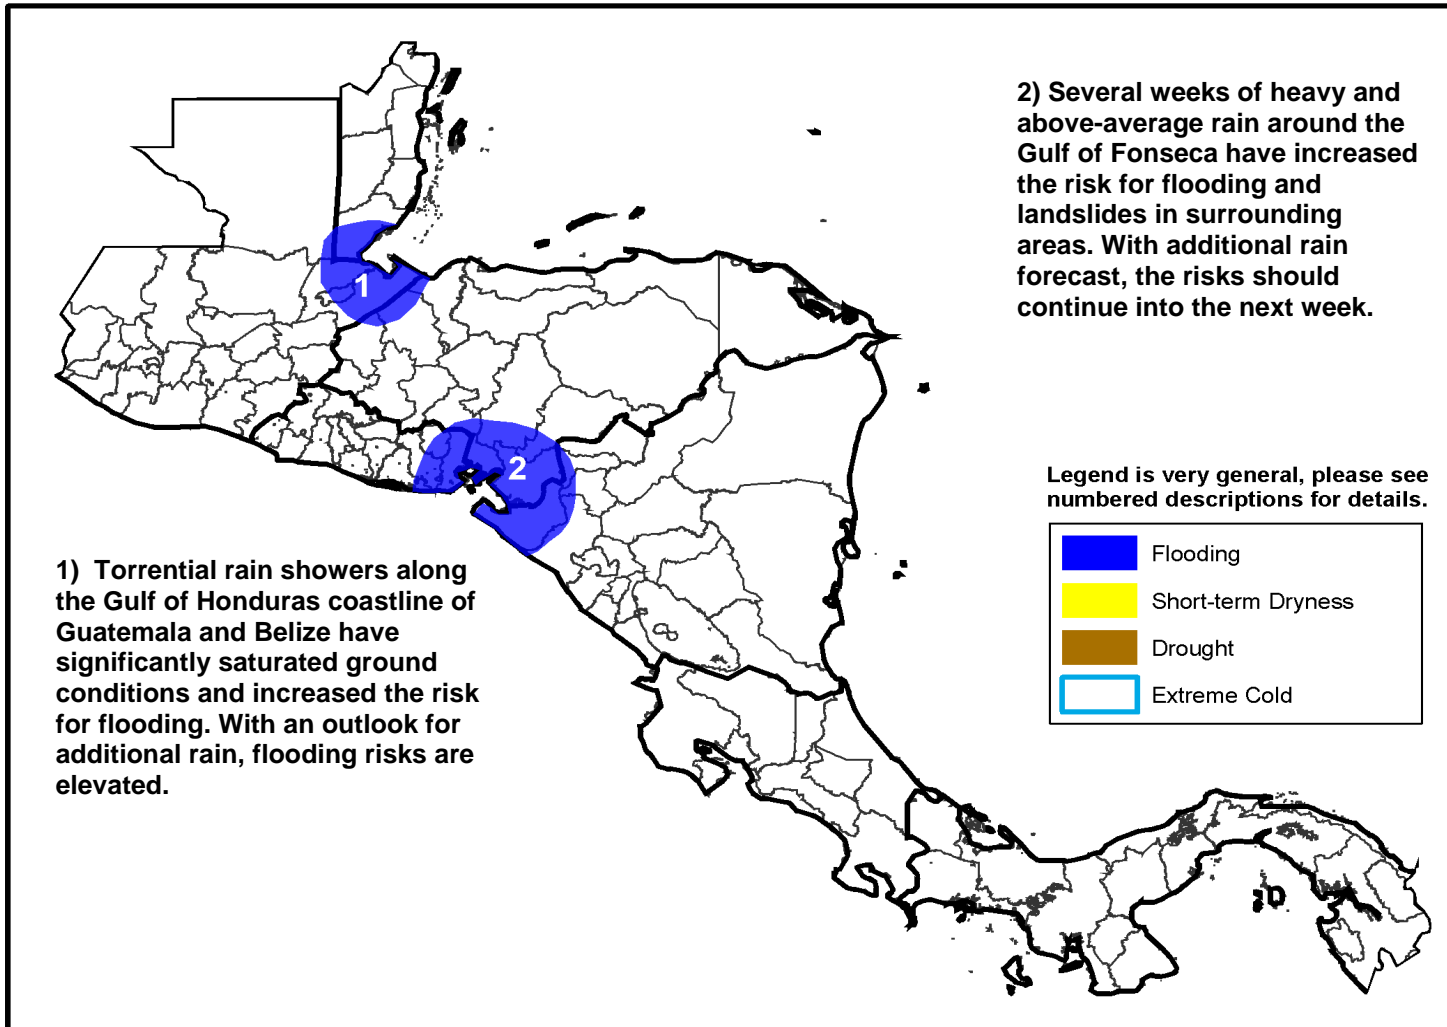 2) Several weeks of heavy and
above-average rain around the
Gulf of Fonseca have increased
the risk for flooding and
landslides in surrounding
areas. With additional rain
forecast, the risks should
continue into the next week.
1
2
Legend is very general, please see
numbered descriptions for details.
Flooding
Short-term Dryness
Drought
Extreme Cold
1) Torrential rain showers along
the Gulf of Honduras coastline of
Guatemala and Belize have
significantly saturated ground
conditions and increased the risk
for flooding. With an outlook for
additional rain, flooding risks are
elevated.